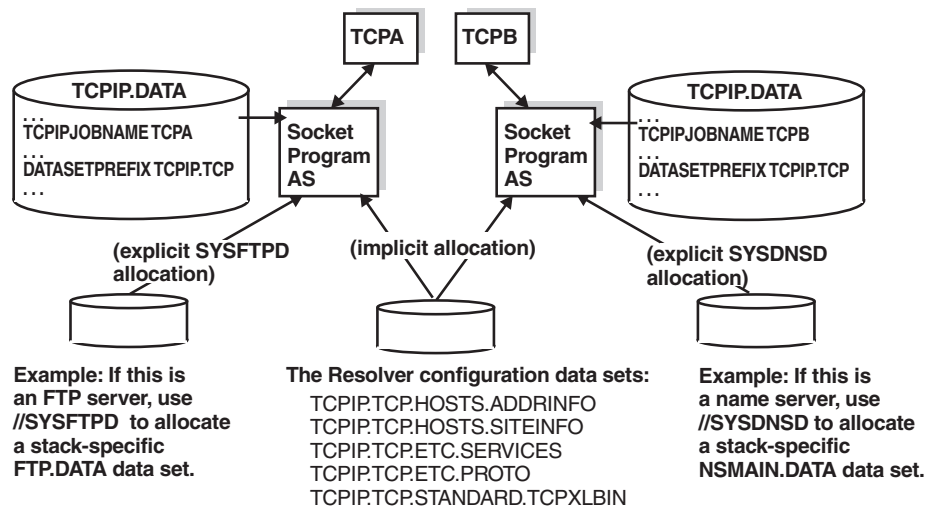 TCPA
TCPB
TCPIP.DATA
. . .
TCPIPJOBNAME TCPA
. . .
DATASETPREFIX TCPIP.TCP
. . .
Socket
Program
AS
Socket
Program
AS
TCPIP.DATA
. . .
TCPIPJOBNAME TCPB
. . .
DATASETPREFIX TCPIP.TCP
. . .
(explicit SYSFTPD
allocation)
(implicit allocation)
(explicit SYSDNSD
allocation)
Example: If this is
an FTP server, use
//SYSFTPD to allocate
a stack-specific
FTP.DATA data set.
The Resolver configuration data sets:
TCPIP.TCP.HOSTS.ADDRINFO
TCPIP.TCP.HOSTS.SITEINFO
TCPIP.TCP.ETC.SERVICES
TCPIP.TCP.ETC.PROTO
TCPIP.TCP.STANDARD.TCPXLBIN
Example: If this is
a name server, use
//SYSDNSD to allocate
a stack-specific
NSMAIN.DATA data set.